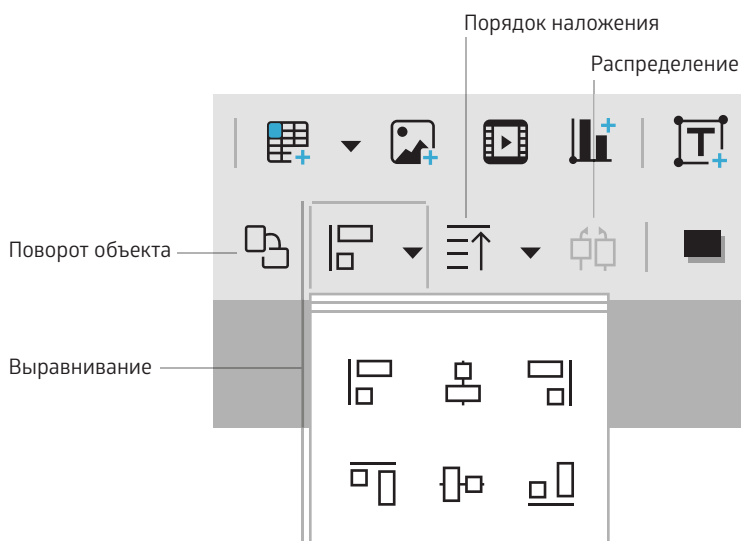 Порядок наложения
Распределение
Поворот объекта
Выравнивание